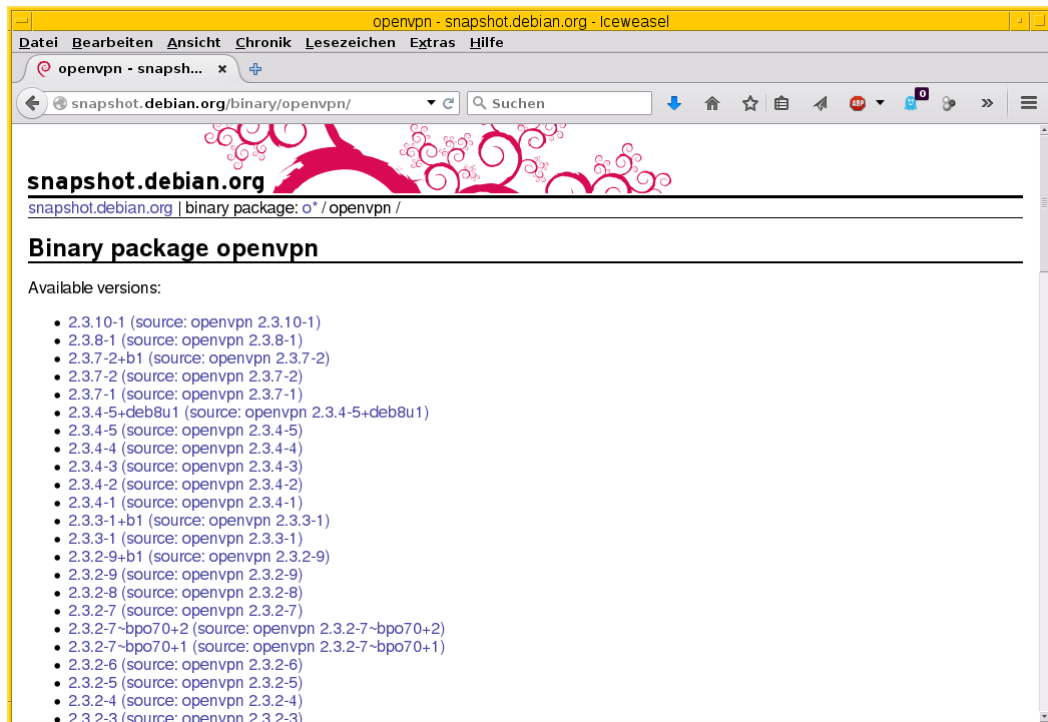 openvpn - snapshot.debian.org - Iceweasel
Datei Bearbeiten Ansicht Chronik Lesezeichen Extras Hilfe
openvpn - snapsh... ×
snapshot.debian.org/binary/openvpn/ Suchen ABP 0 »
snapshot.debian.org
snapshot.debian.org | binary package: o* / openvpn /
Binary package openvpn
Available versions:
• 2.3.10-1 (source: openvpn 2.3.10-1)
• 2.3.8-1 (source: openvpn 2.3.8-1)
• 2.3.7-2+b1 (source: openvpn 2.3.7-2)
• 2.3.7-2 (source: openvpn 2.3.7-2)
• 2.3.7-1 (source: openvpn 2.3.7-1)
• 2.3.4-5+deb8u1 (source: openvpn 2.3.4-5+deb8u1)
• 2.3.4-5 (source: openvpn 2.3.4-5)
• 2.3.4-4 (source: openvpn 2.3.4-4)
• 2.3.4-3 (source: openvpn 2.3.4-3)
• 2.3.4-2 (source: openvpn 2.3.4-2)
• 2.3.4-1 (source: openvpn 2.3.4-1)
• 2.3.3-1+b1 (source: openvpn 2.3.3-1)
• 2.3.3-1 (source: openvpn 2.3.3-1)
• 2.3.2-9+b1 (source: openvpn 2.3.2-9)
• 2.3.2-9 (source: openvpn 2.3.2-9)
• 2.3.2-8 (source: openvpn 2.3.2-8)
• 2.3.2-7 (source: openvpn 2.3.2-7)
• 2.3.2-7~bpo70+2 (source: openvpn 2.3.2-7~bpo70+2)
• 2.3.2-7~bpo70+1 (source: openvpn 2.3.2-7~bpo70+1)
• 2.3.2-6 (source: openvpn 2.3.2-6)
• 2.3.2-5 (source: openvpn 2.3.2-5)
• 2.3.2-4 (source: openvpn 2.3.2-4)
• 2.3.2-3 (source: openvpn 2.3.2-3)